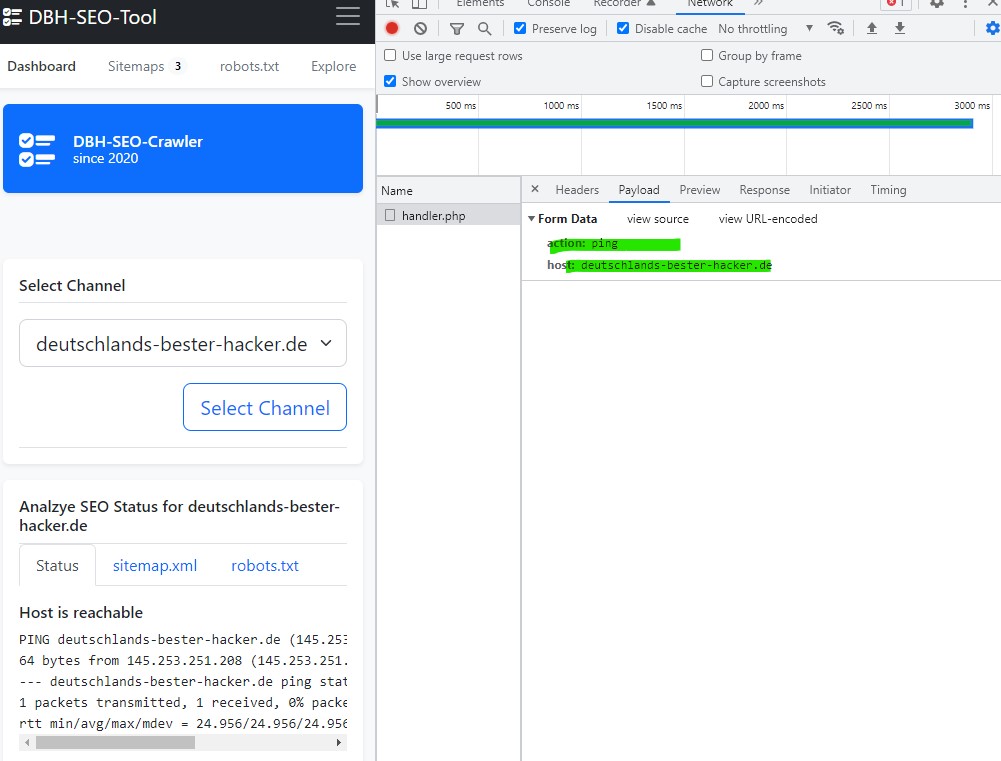 DBH-SEO-Tool
Dashboard Sitemaps 3 robots.txt Explore
DBH-SEO-Crawler
since 2020
Select Channel
deutschlands-bester-hacker.de
Select Channel
Analzye SEO Status for deutschlands-bester-
hacker.de
Status sitemap.xml robots.txt
Host is reachable
PING deutschlands-bester-hacker.de (145.253
64 bytes from 145.253.251.208 (145.253.251.
--- deutschlands-bester-hacker.de ping stat
1 packets transmitted, 1 received, 0% packe
rtt min/avg/max/mdev = 24.956/24.956/24.956
Elements Console Recorder Network 1
Preserve log Disable cache No throttling
Use large request rows Group by frame
Show overview Capture screenshots
500 ms 1000 ms 1500 ms 2000 ms 2500 ms 3000 ms
Name
handler.php
Headers Payload Preview Response Initiator Timing
Form Data view source view URL-encoded
action: ping
host: deutschlands-bester-hacker.de